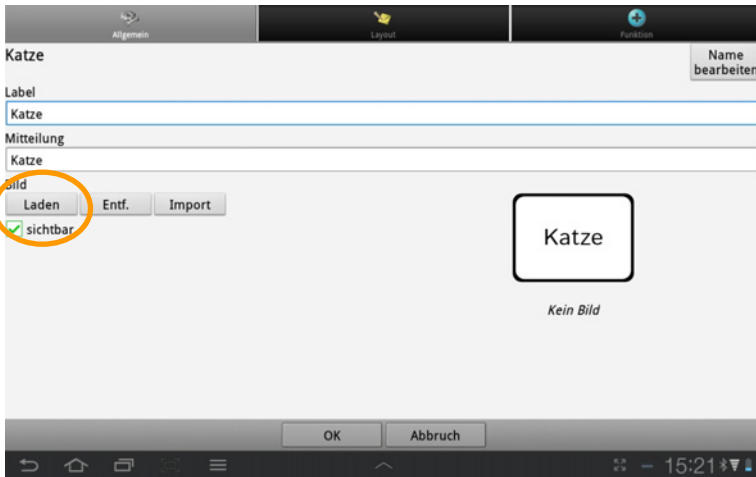 Allgemein
Layout
Funktion
Katze
Name
bearbeiten
Label
Katze
Mitteilung
Katze
Bild
Laden
Entf.
Import
sichtbar
Katze
Kein Bild
OK
Abbruch
15:21